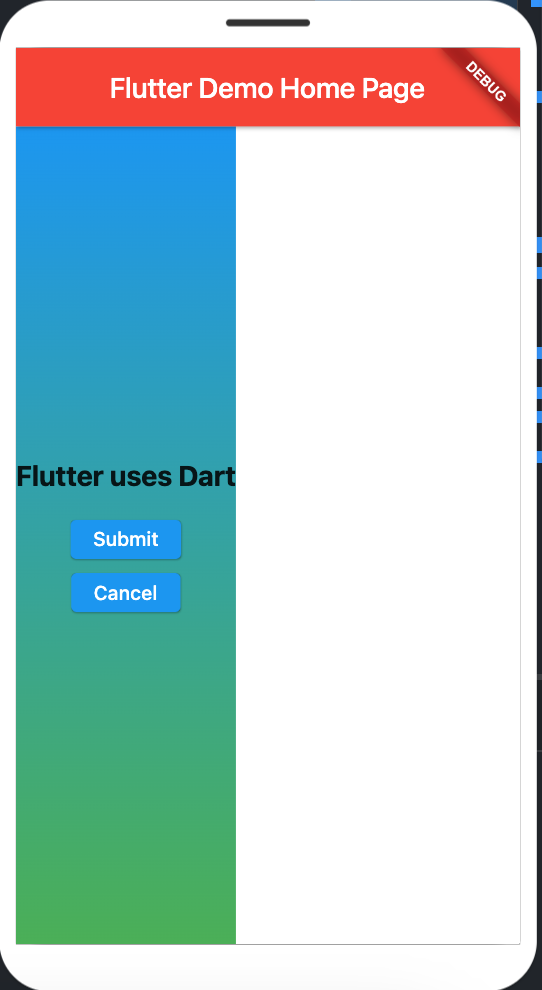 Flutter Demo Home Page
DEBUG
Flutter uses Dart
Submit
Cancel